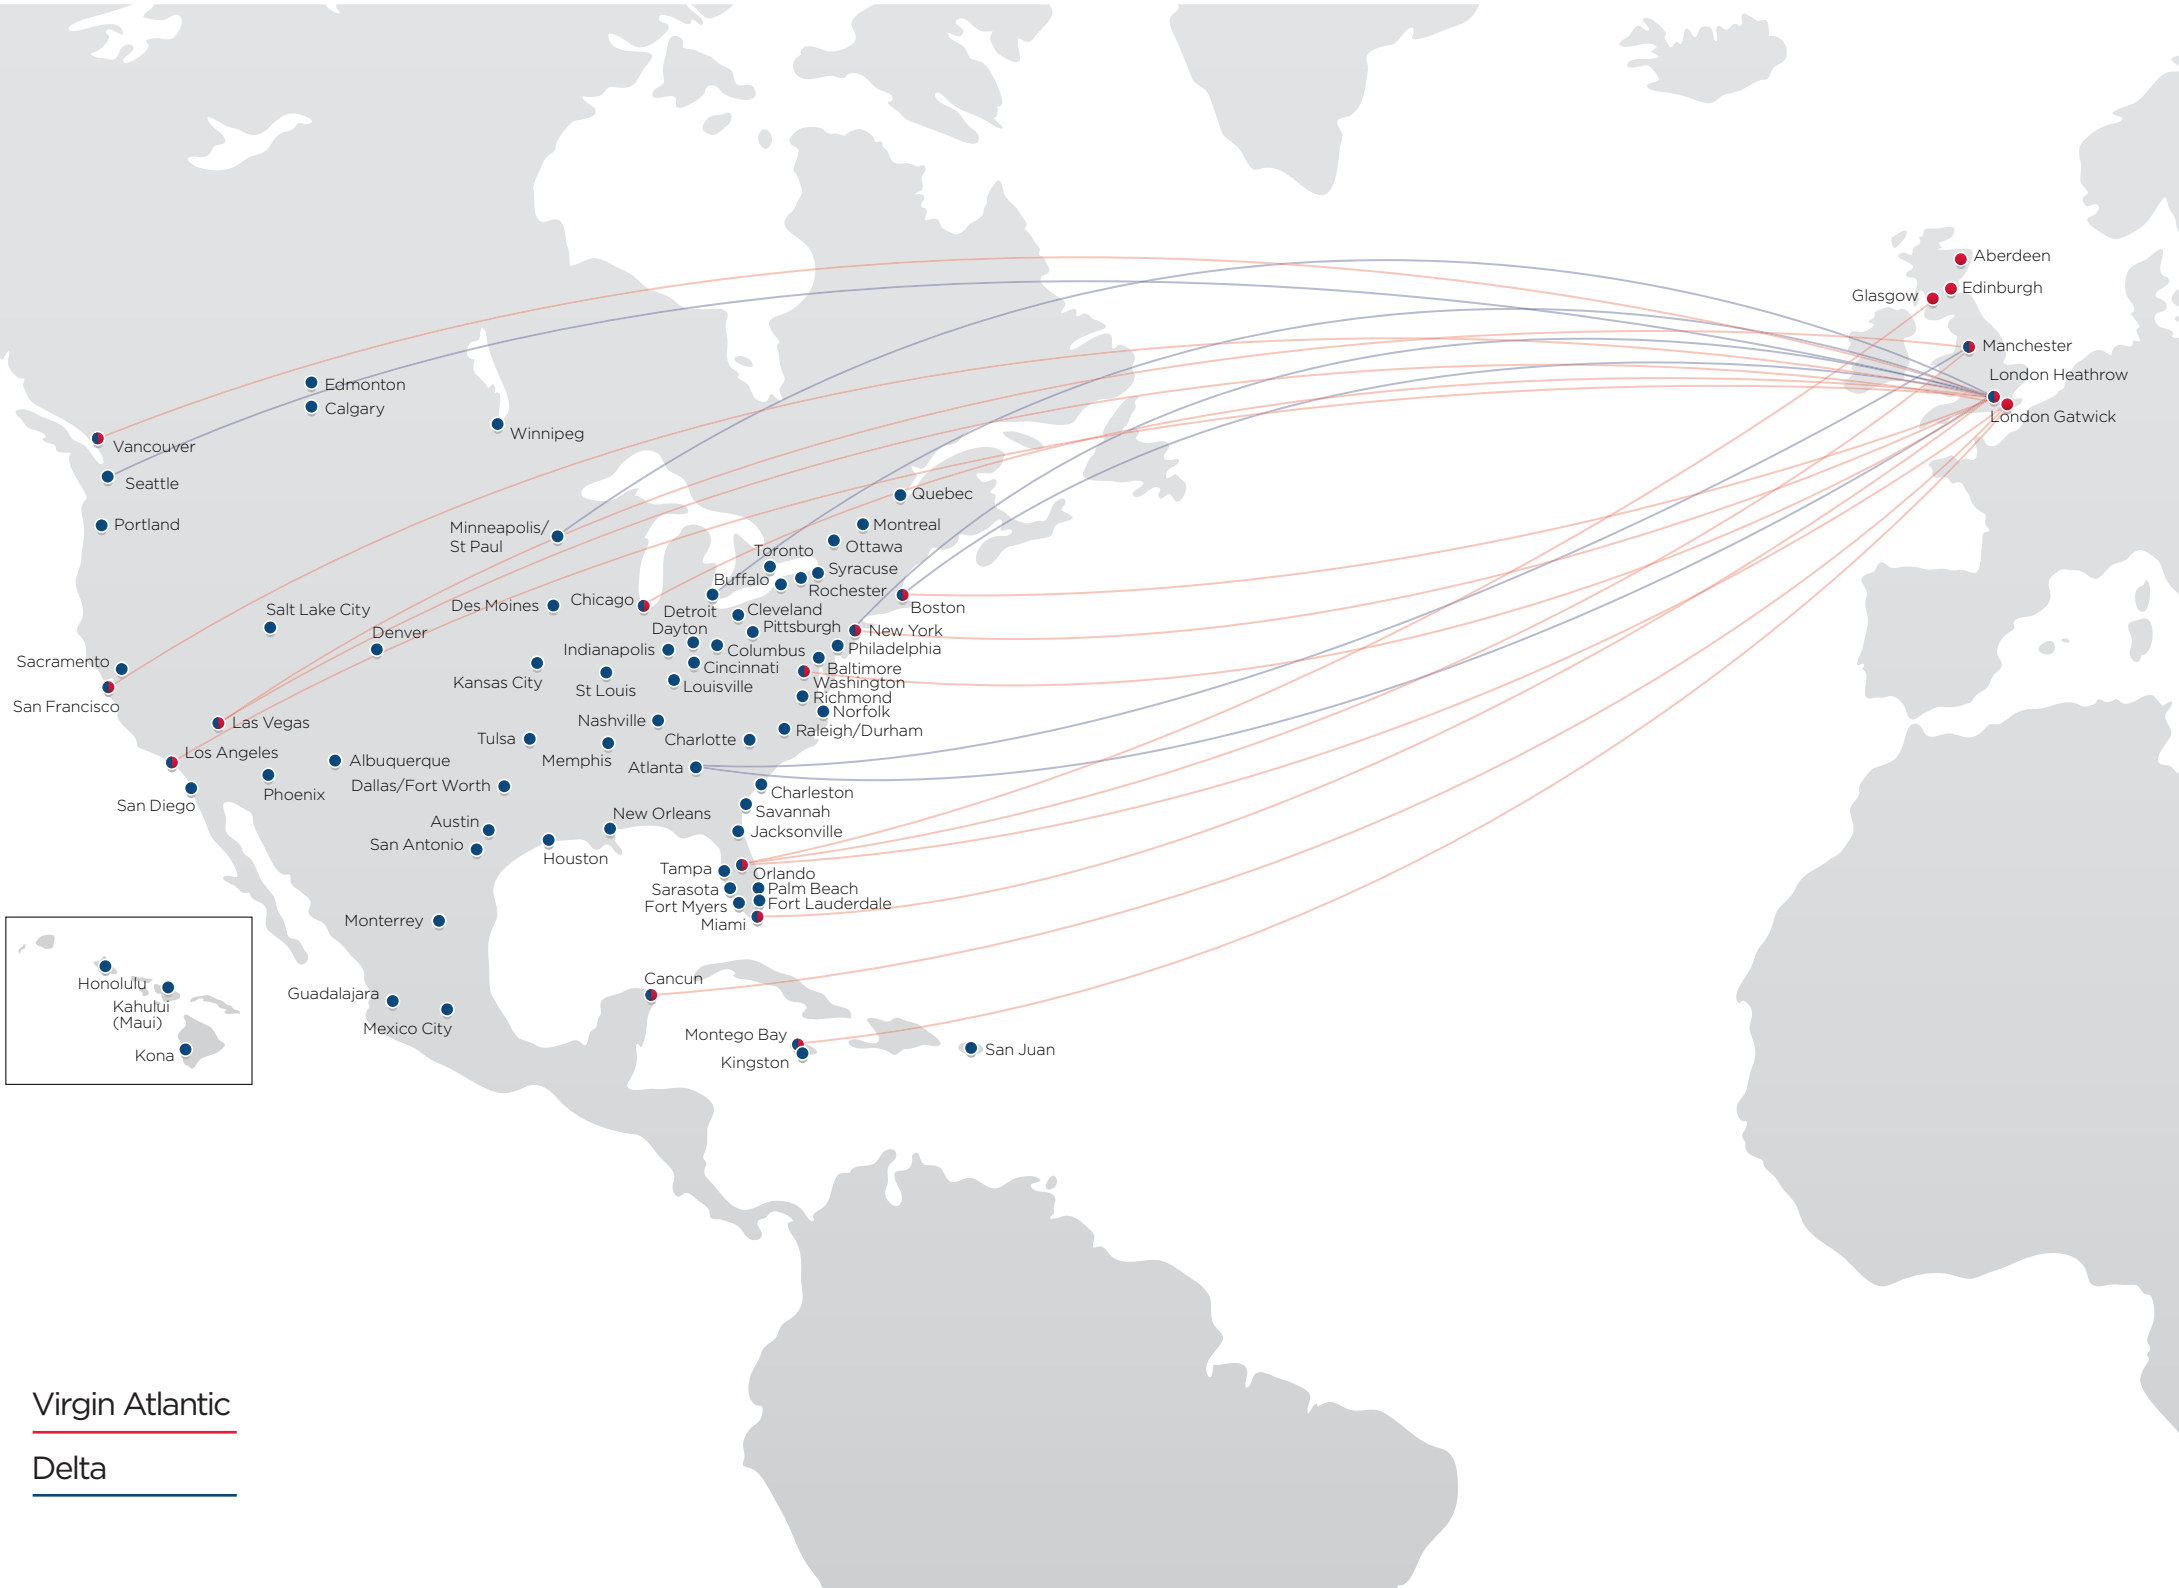 Aberdeen
Edinburgh
Glasgow
Manchester
London Heathrow
London Gatwick
Edmonton
Calgary
Winnipeg
Vancouver
Seattle
Portland
Minneapolis/
St Paul
Quebec
Montreal
Ottawa
Toronto
Syracuse
Buffalo
Rochester
Boston
Des Moines
Chicago
Detroit
Cleveland
Salt Lake City
Denver
Dayton
Pittsburgh
New York
Philadelphia
Indianapolis
Columbus
Sacramento
Cincinnati
Baltimore
Washington
Kansas City
St Louis
Louisville
Richmond
San Francisco
Norfolk
Las Vegas
Nashville
Raleigh/Durham
Tulsa
Charlotte
Los Angeles
Albuquerque
Memphis
Atlanta
Phoenix
Dallas/Fort Worth
San Diego
Charleston
Savannah
New Orleans
Austin
Jacksonville
San Antonio
Houston
Tampa
Orlando
Sarasota
Palm Beach
Fort Myers
Fort Lauderdale
Miami
Monterrey
Cancun
Honolulu
Kahului
(Maui)
Kona
Guadalajara
Mexico City
Montego Bay
Kingston
San Juan
Virgin Atlantic
Delta